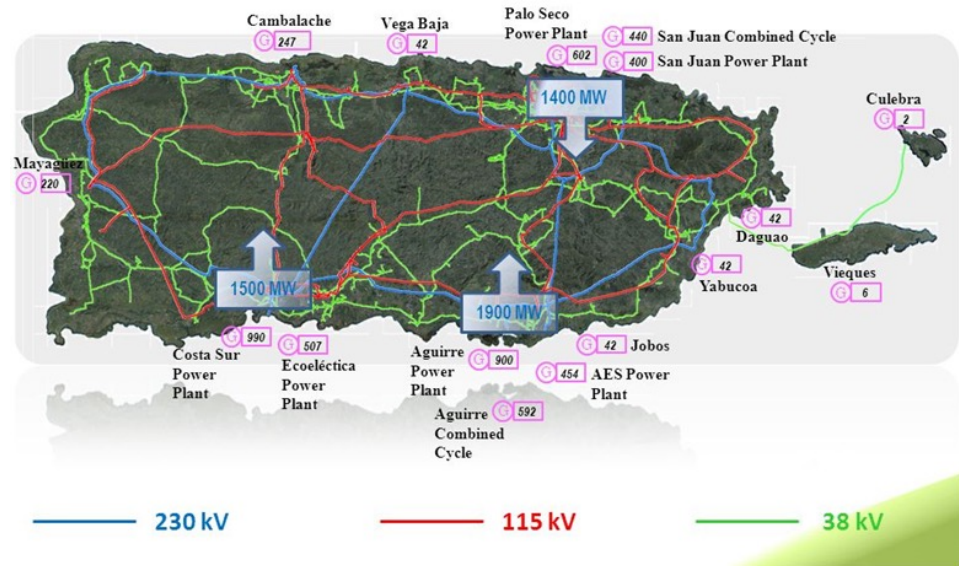 Cambalache
G 247
Vega Baja
G 42
Palo Seco
Power Plant
G 602
G 440 San Juan Combined Cycle
G 400 San Juan Power Plant
1400 MW
Culebra
G 2
Mayagüez
G 220
G 42
Daguao
G 42
Yabucoa
Vieques
G 6
1500 MW
1900 MW
Costa Sur
Power
Plant
G 990
G 507
Ecoeléctica
Power
Plant
Aguirre
Power
Plant
G 900
G 42 Jobos
G 454 AES Power
Plant
G 592
Aguirre
Combined
Cycle
230 kV
115 kV
38 kV